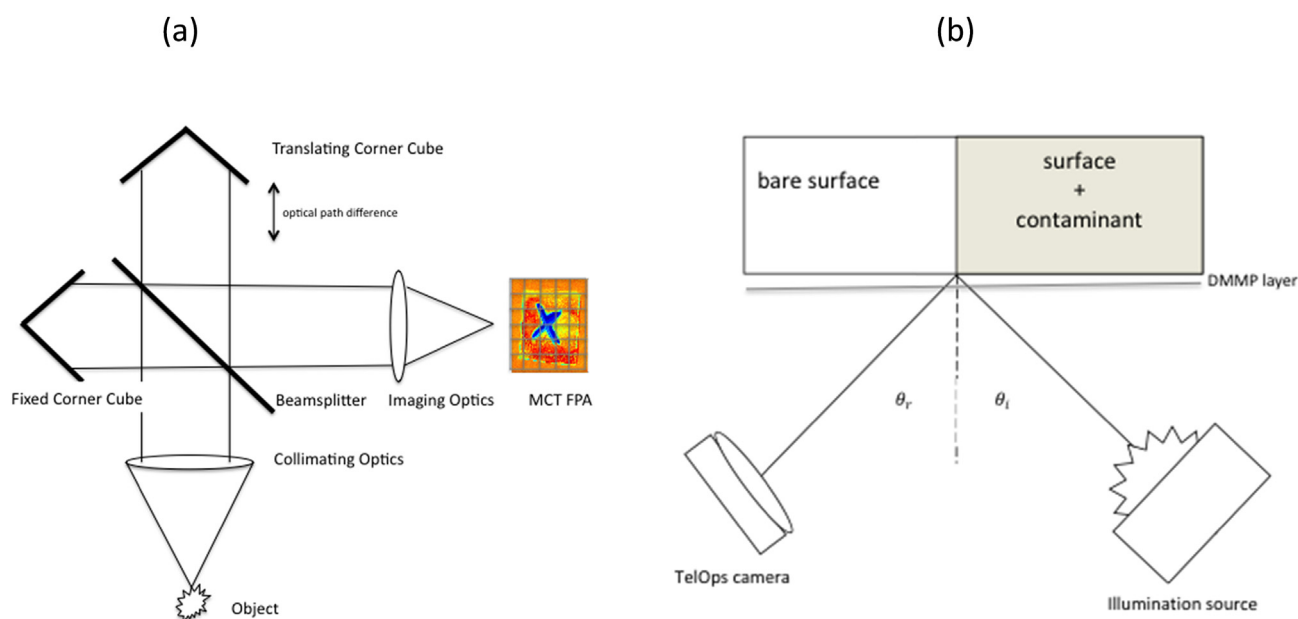 (a)
Translating Corner Cube
optical path difference
Fixed Corner Cube
Beamsplitter
Imaging Optics
MCT FPA
Collimating Optics
Object
(b)
bare surface
surface
+
contaminant
DMMP layer
θr
θi
TelOps camera
Illumination source